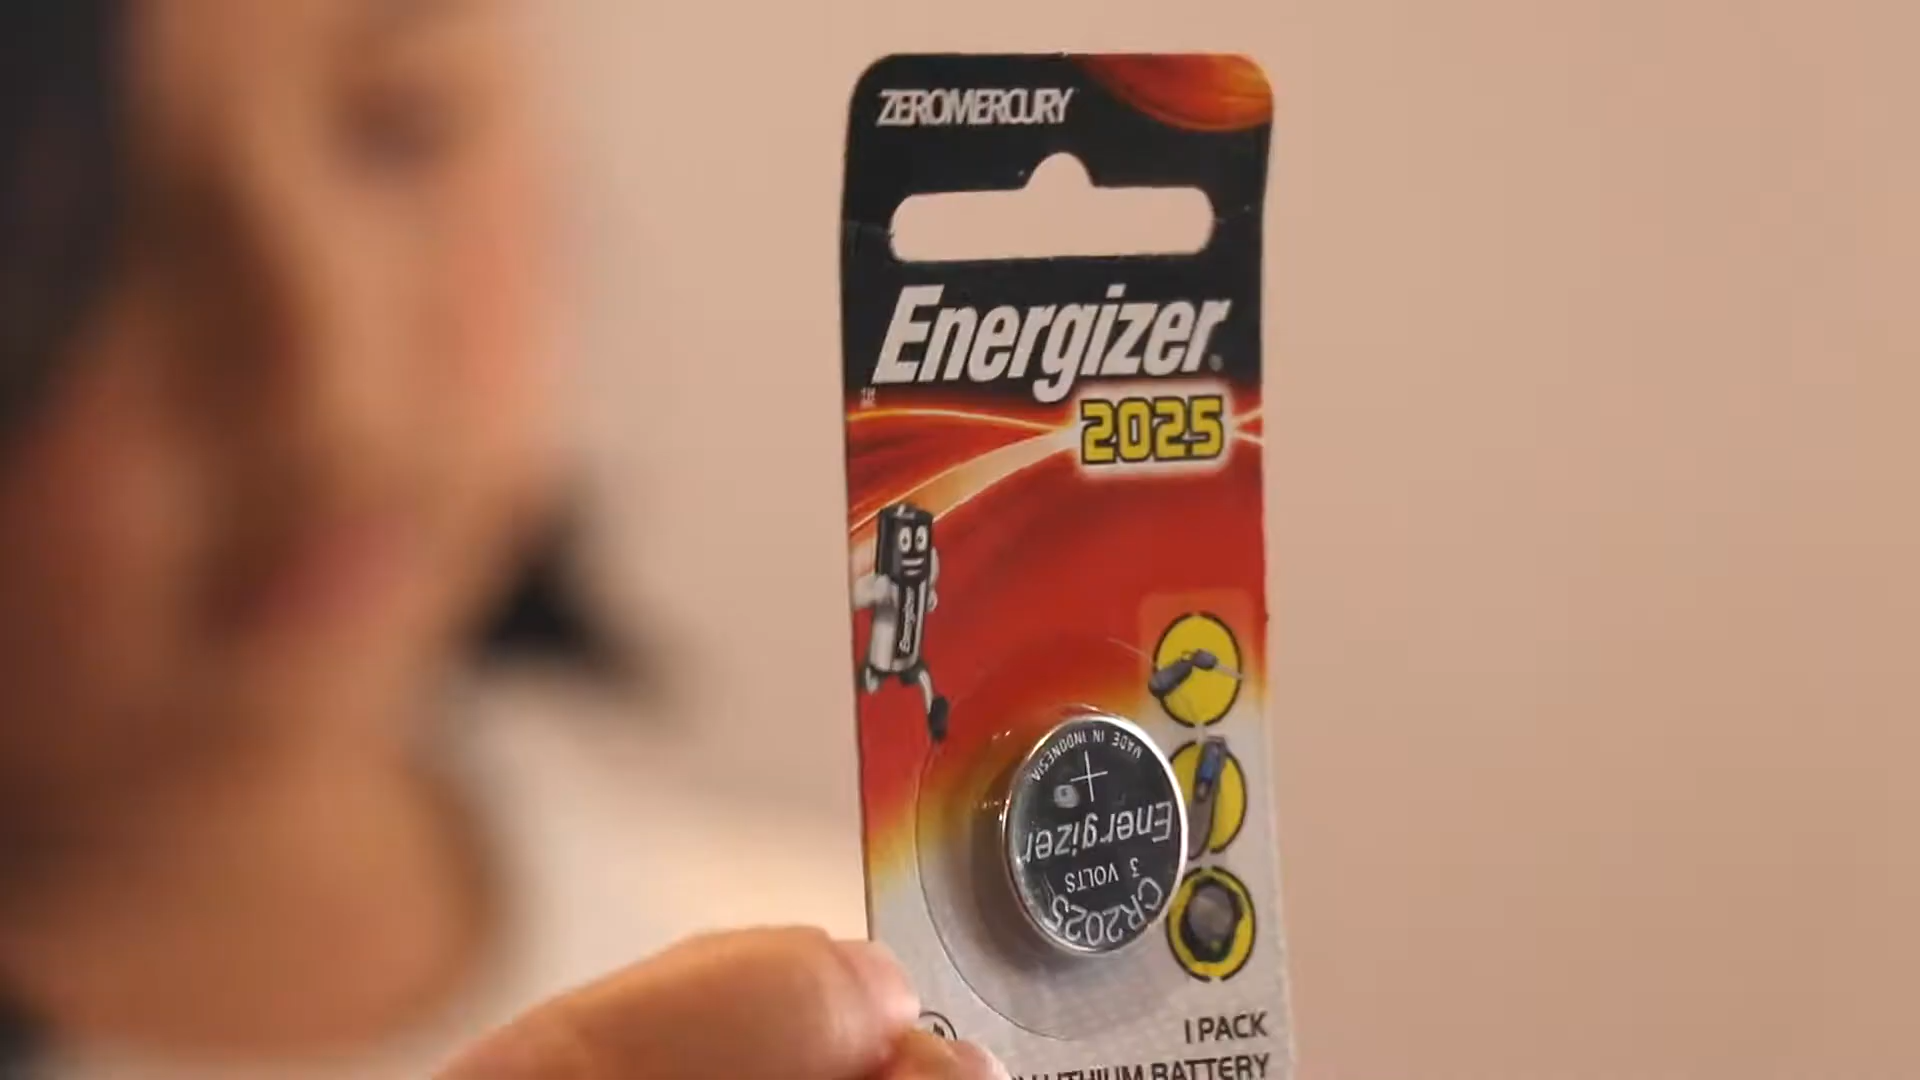 ZEROMERCURY
Energizer
2025
Energizer
MADE IN INDONESIA
+
Energizer
3 VOLTS
CR2025
1 PACK
LITHIUM BATTERY